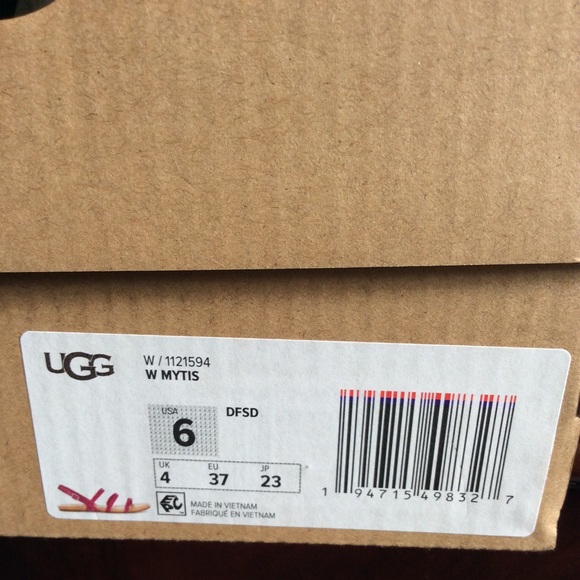 UGG
W / 1121594
W MYTIS
USA
6
DFSD
UK EU JP
4 37 23
MADE IN VIETNAM
FABRIQUÉ EN VIETNAM
1 94715 49832 7